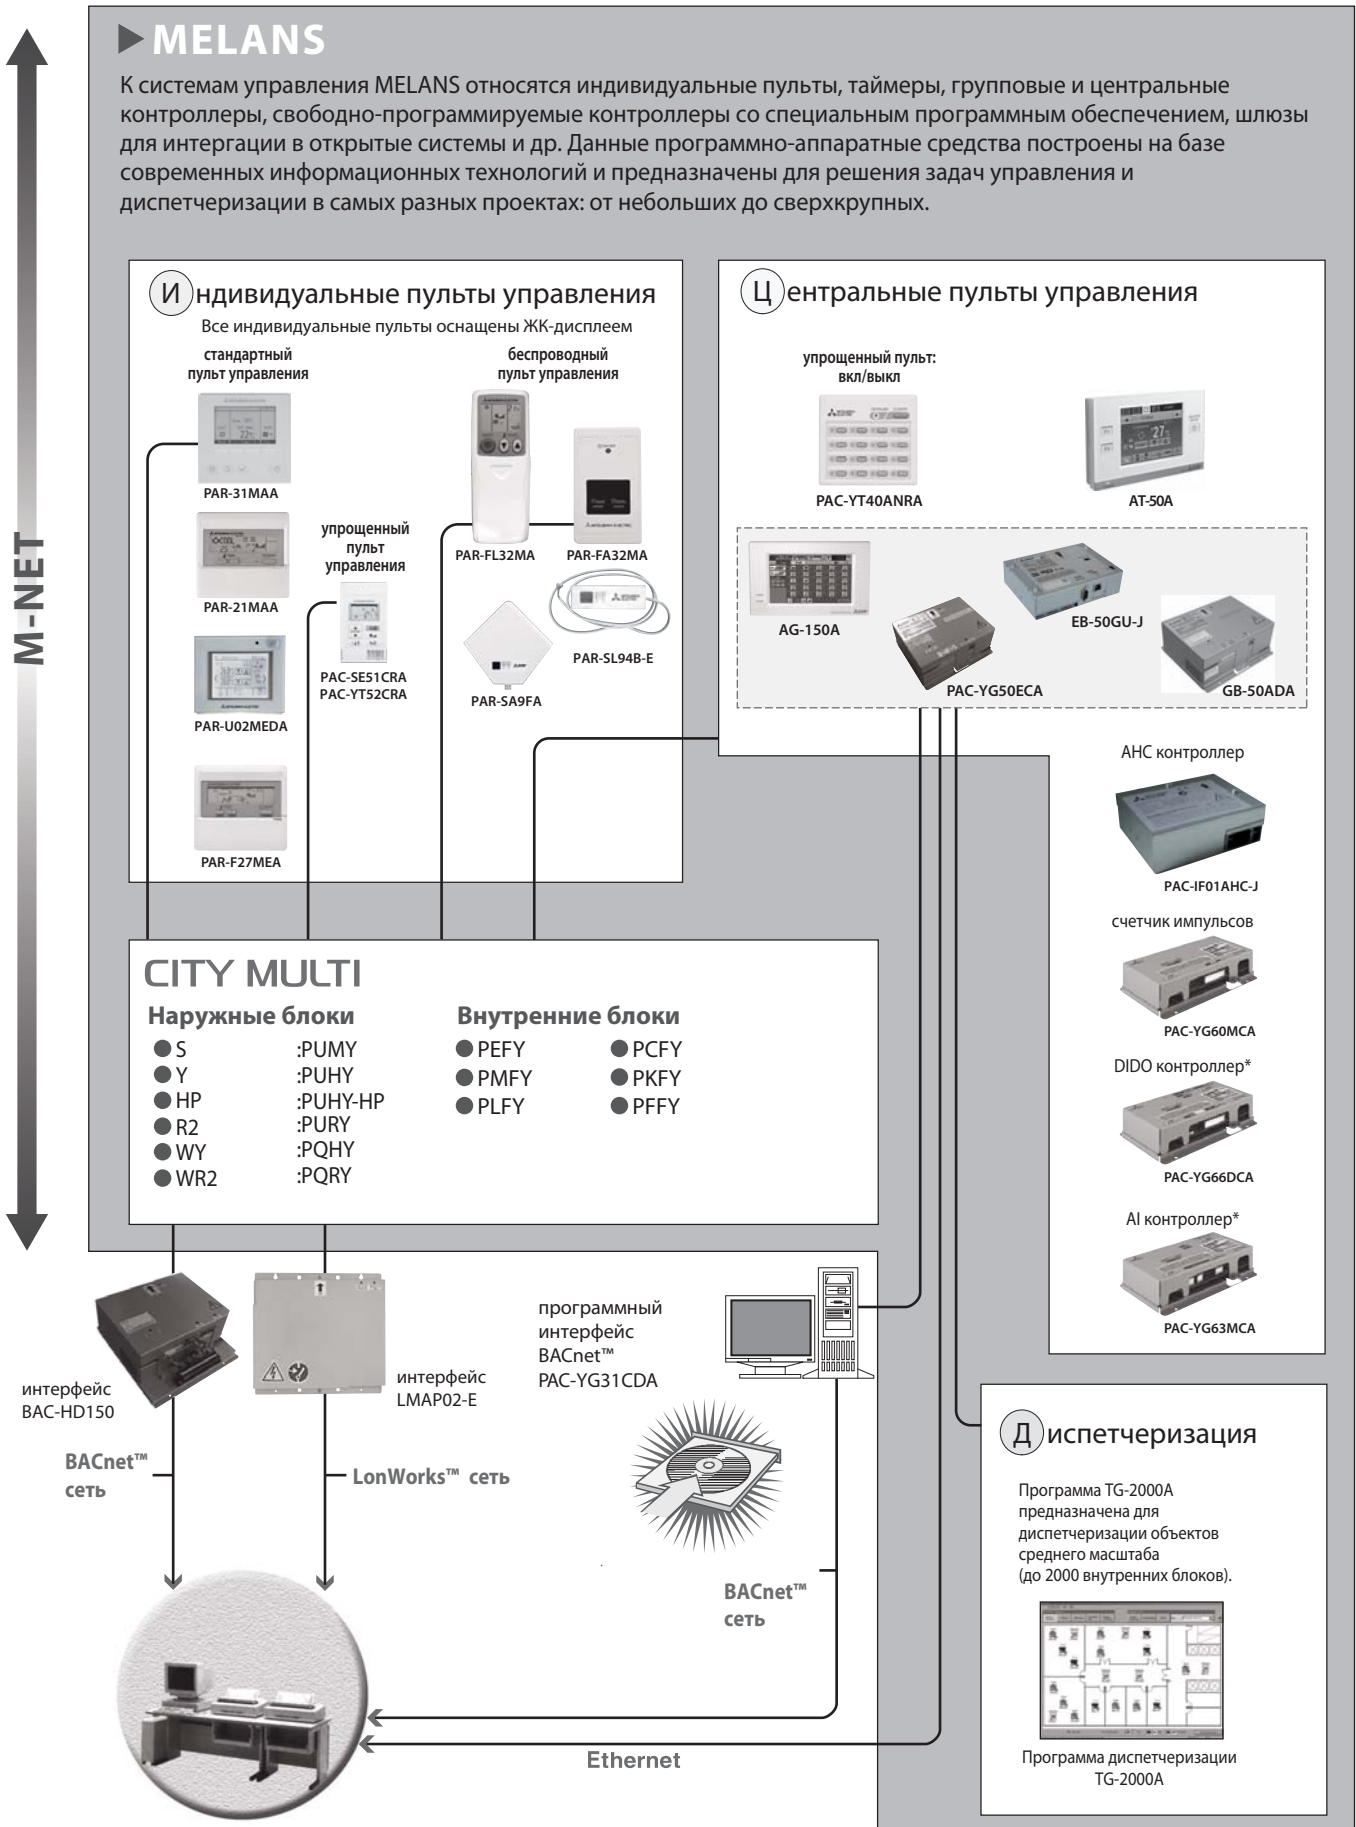 MELANS
К системам управления MELANS относятся индивидуальные пульты, таймеры, групповые и центральные
контроллеры, свободно-программируемые контроллеры со специальным программным обеспечением, шлюзы
для интергации в открытые системы и др. Данные программно-аппаратные средства построены на базе
современных информационных технологий и предназначены для решения задач управления и
диспетчеризации в самых разных проектах: от небольших до сверхкрупных.
M-NET
Индивидуальные пульты управления
Все индивидуальные пульты оснащены ЖК-дисплеем
стандартный
пульт управления
PAR-31MAA
PAR-21MAA
PAR-U02MEDA
PAR-F27MEA
упрощенный
пульт
управления
PAC-SE51CRA
PAC-YT52CRA
беспроводный
пульт управления
PAR-FL32MA
PAR-FA32MA
PAR-SL94B-E
PAR-SA9FA
Центральные пульты управления
упрощенный пульт:
вкл/выкл
PAC-YT40ANRA
AT-50A
AG-150A
EB-50GU-J
PAC-YG50ECA
GB-50ADA
AHC контроллер
PAC-IF01AHC-J
счетчик импульсов
PAC-YG60MCA
DIDO контроллер*
PAC-YG66DCA
AI контроллер*
PAC-YG63MCA
CITY MULTI
Наружные блоки
S :PUMY
Y :PUHY
HP :PUHY-HP
R2 :PURY
WY :PQHY
WR2 :PQRY
Внутренние блоки
PEFY PCFY
PMFY PKFY
PLFY PFFY
интерфейс
BAC-HD150
интерфейс
LMAP02-E
программный
интерфейс
BACnet™
PAC-YG31CDA
BACnet™
сеть
LonWorks™ сеть
BACnet™
сеть
Ethernet
Диспетчеризация
Программа TG-2000A
предназначена для
диспетчеризации объектов
среднего масштаба
(до 2000 внутренних блоков).
Программа диспетчеризации
TG-2000A